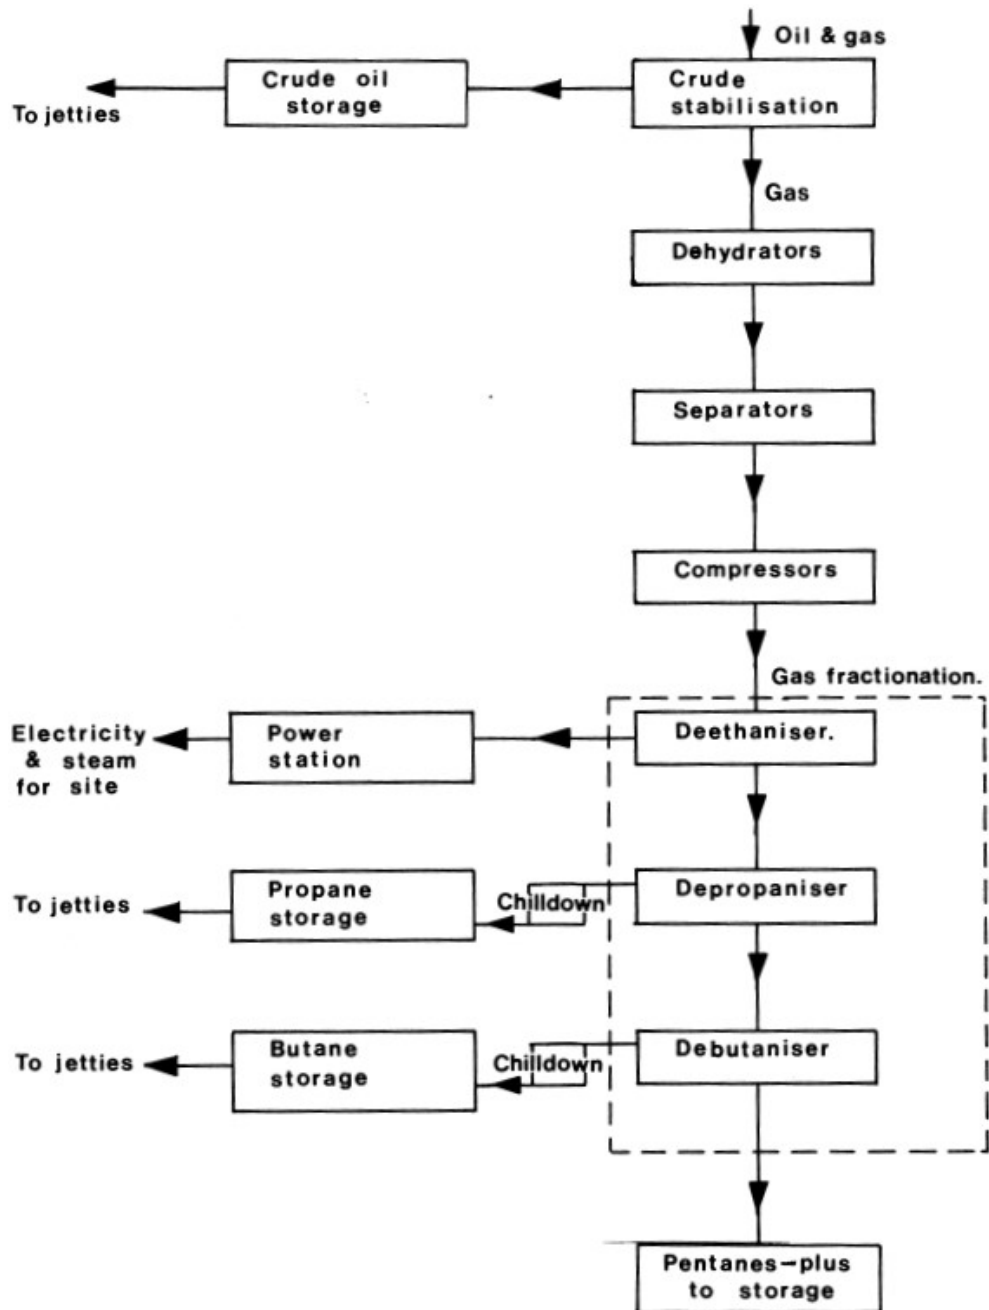 Oil & gas
Crude oil
storage
Crude
stabilisation
To jetties
Gas
Dehydrators
Separators
Compressors
Gas fractionation.
Electricity
& steam
for site
Power
station
Deethaniser.
To jetties
Propane
storage
Chilldown
Depropaniser
To jetties
Butane
storage
Chilldown
Debutaniser
Pentanes-plus
to storage